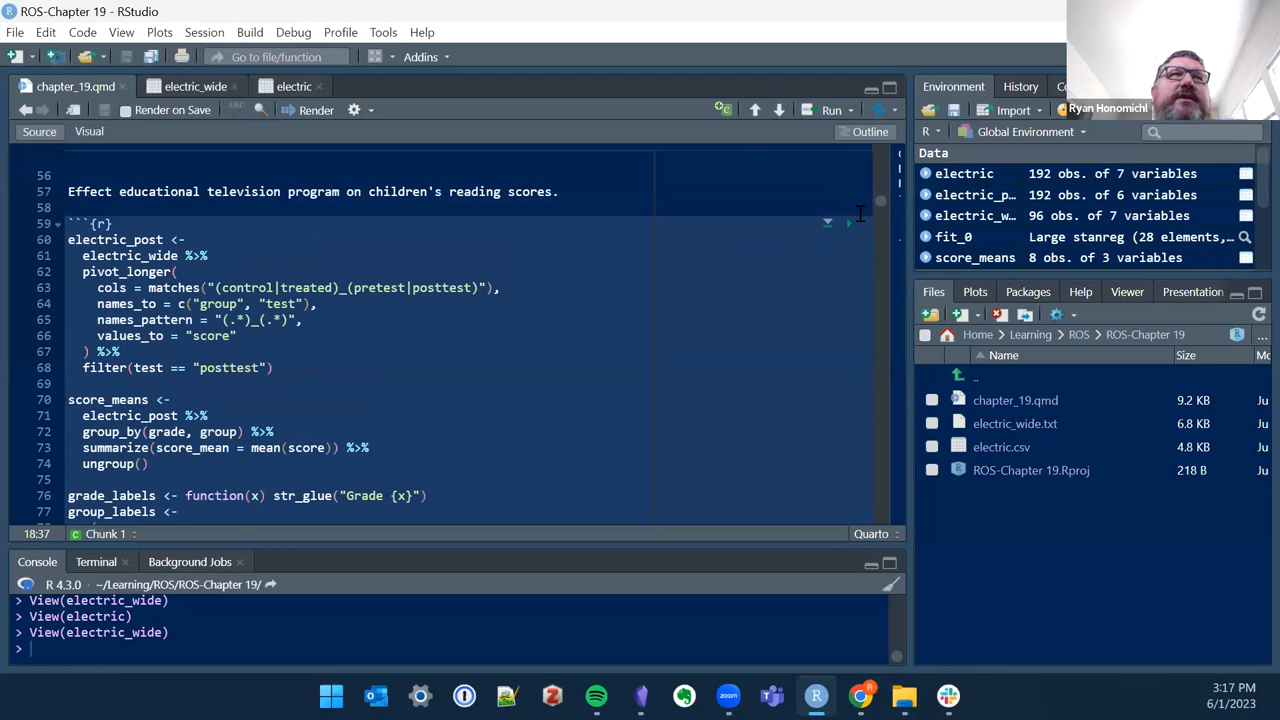 ROS-Chapter 19 - RStudio
File Edit Code View Plots Session Build Debug Profile Tools Help
Go to file/function Addins
Ryan Honomichl
chapter_19.qmd electric_wide electric
Render on Save ABC Render Run
Source Visual Outline
56
57 Effect educational television program on children's reading scores.
58
59 ```{r}
60 electric_post <-
61 electric_wide %>%
62 pivot_longer(
63 cols = matches("(control|treated)_(pretest|posttest)"),
64 names_to = c("group", "test"),
65 names_pattern = "(.*)_(.*)",
66 values_to = "score"
67 ) %>%
68 filter(test == "posttest")
69
70 score_means <-
71 electric_post %>%
72 group_by(grade, group) %>%
73 summarize(score_mean = mean(score)) %>%
74 ungroup()
75
76 grade_labels <- function(x) str_glue("Grade {x}")
77 group_labels <-
18:37 Chunk 1 Quarto
Console Terminal Background Jobs
R 4.3.0 · ~/Learning/ROS/ROS-Chapter 19/
> View(electric_wide)
> View(electric)
> View(electric_wide)
>
Environment History
Import
R Global Environment
Data
electric 192 obs. of 7 variables
electric_p… 192 obs. of 6 variables
electric_w… 96 obs. of 7 variables
fit_0 Large stanreg (28 elements,…
score_means 8 obs. of 3 variables
Files Plots Packages Help Viewer Presentation
Home Learning ROS ROS-Chapter 19 ...
Name Size
..
chapter_19.qmd 9.2 KB Ju
electric_wide.txt 6.8 KB Ju
electric.csv 4.8 KB Ju
ROS-Chapter 19.Rproj 218 B Ju
zoom
3:17 PM
6/1/2023